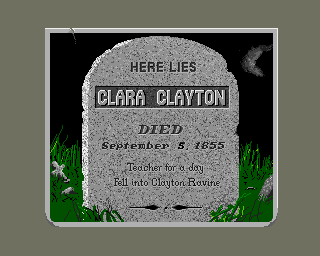 HERE LIES
CLARA CLAYTON
DIED
September 8, 1855
Teacher for a day
Fell into Clayton Ravine